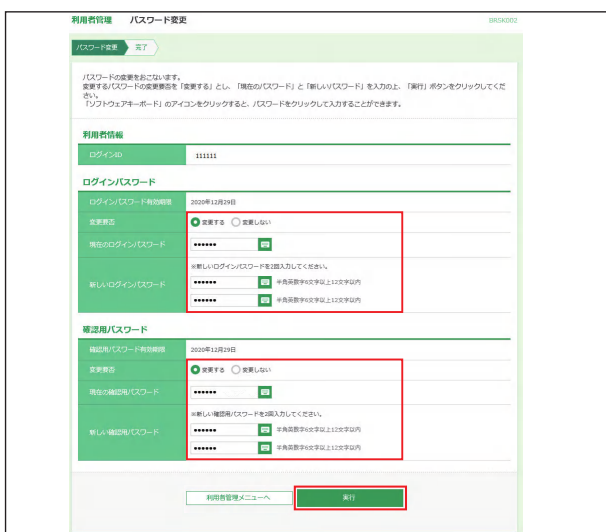 利用者管理 パスワード変更
BRSK002
パスワード変更 完了
パスワードの変更をおこないます。
変更するパスワードの変更要否を「変更する」とし、「現在のパスワード」と「新しいパスワード」を入力の上、「実行」ボタンをクリックしてくだ
さい。
「ソフトウェアキーボード」のアイコンをクリックすると、パスワードをクリックして入力することができます。
利用者情報
ログインID 111111
ログインパスワード
ログインパスワード有効期限 2020年12月29日
変更要否 変更する 変更しない
現在のログインパスワード ●●●●●●
※新しいログインパスワードを2回入力してください。
新しいログインパスワード
●●●●●● 半角英数字6文字以上12文字以内
●●●●●● 半角英数字6文字以上12文字以内
確認用パスワード
確認用パスワード有効期限 2020年12月29日
変更要否 変更する 変更しない
現在の確認用パスワード ●●●●●●
※新しい確認用パスワードを2回入力してください。
新しい確認用パスワード
●●●●●● 半角英数字6文字以上12文字以内
●●●●●● 半角英数字6文字以上12文字以内
利用者管理メニューへ 実行